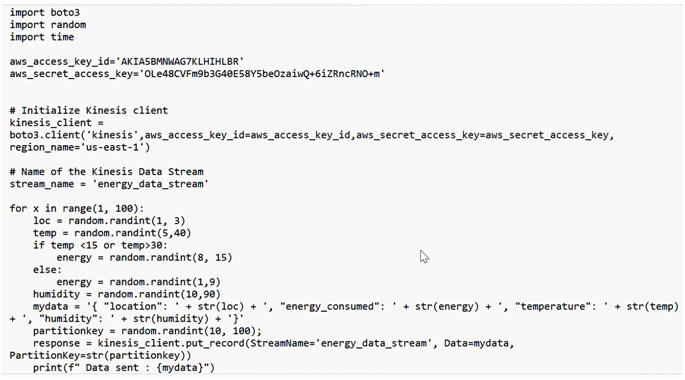 import boto3
import random
import time
aws_access_key_id='AKIA5BMNWAG7KLHIHLBR'
aws_secret_access_key='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'
# Initialize Kinesis client
kinesis_client =
boto3.client('kinesis',aws_access_key_id=aws_access_key_id,aws_secret_access_key=aws_secret_access_key,
region_name='us-east-1')
# Name of the Kinesis Data Stream
stream_name = 'energy_data_stream'
for x in range(1, 100):
    loc = random.randint(1, 3)
    temp = random.randint(5,40)
    if temp <15 or temp>30:
        energy = random.randint(8, 15)
    else:
        energy = random.randint(1,9)
    humidity = random.randint(10,90)
    mydata = '{ "location": ' + str(loc) + ', "energy_consumed": ' + str(energy) + ', "temperature": ' + str(temp)
+ ', "humidity": ' + str(humidity) + '}'
    partitionkey = random.randint(10, 100);
    response = kinesis_client.put_record(StreamName='energy_data_stream', Data=mydata,
PartitionKey=str(partitionkey))
    print(f" Data sent : {mydata}")